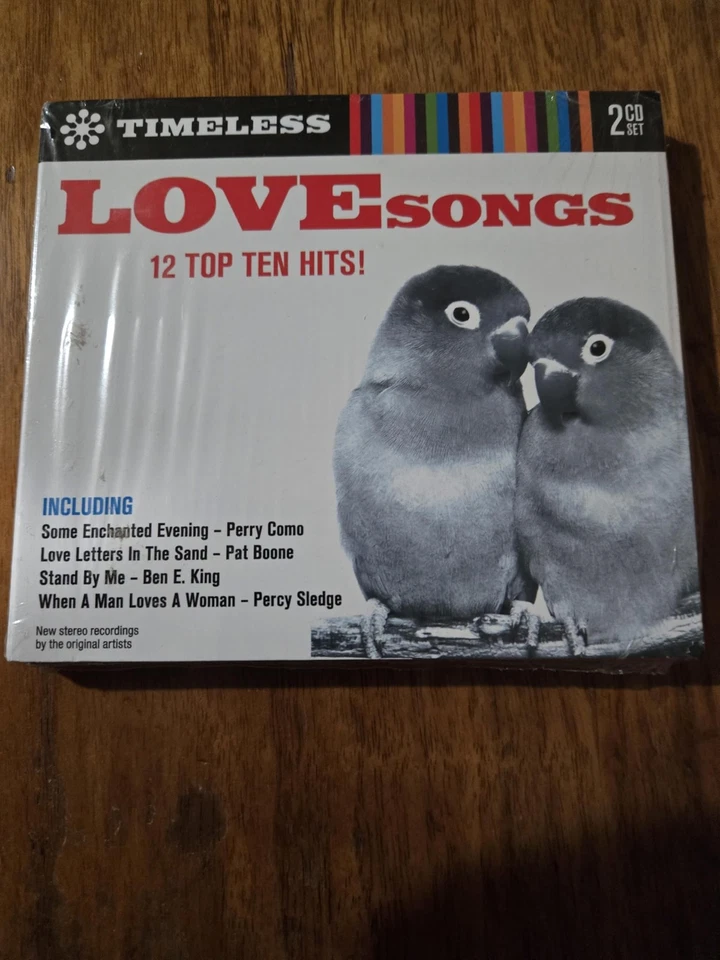 TIMELESS
2CD SET
LOVE SONGS
12 TOP TEN HITS!
INCLUDING
Some Enchanted Evening – Perry Como
Love Letters In The Sand – Pat Boone
Stand By Me – Ben E. King
When A Man Loves A Woman – Percy Sledge
New stereo recordings
by the original artists